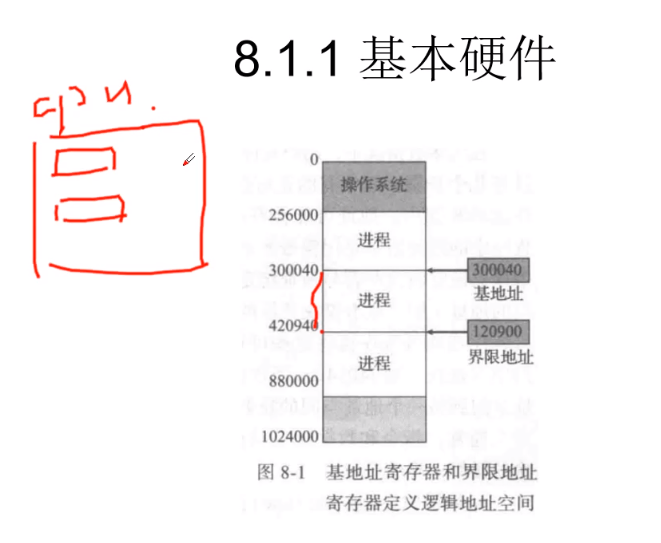 8.1.1 基本硬件
cpu.
0
操作系统
256000
进程
300040
300040
基地址
进程
420940
120900
界限地址
进程
880000
1024000
图 8-1 基地址寄存器和界限地址
寄存器定义逻辑地址空间